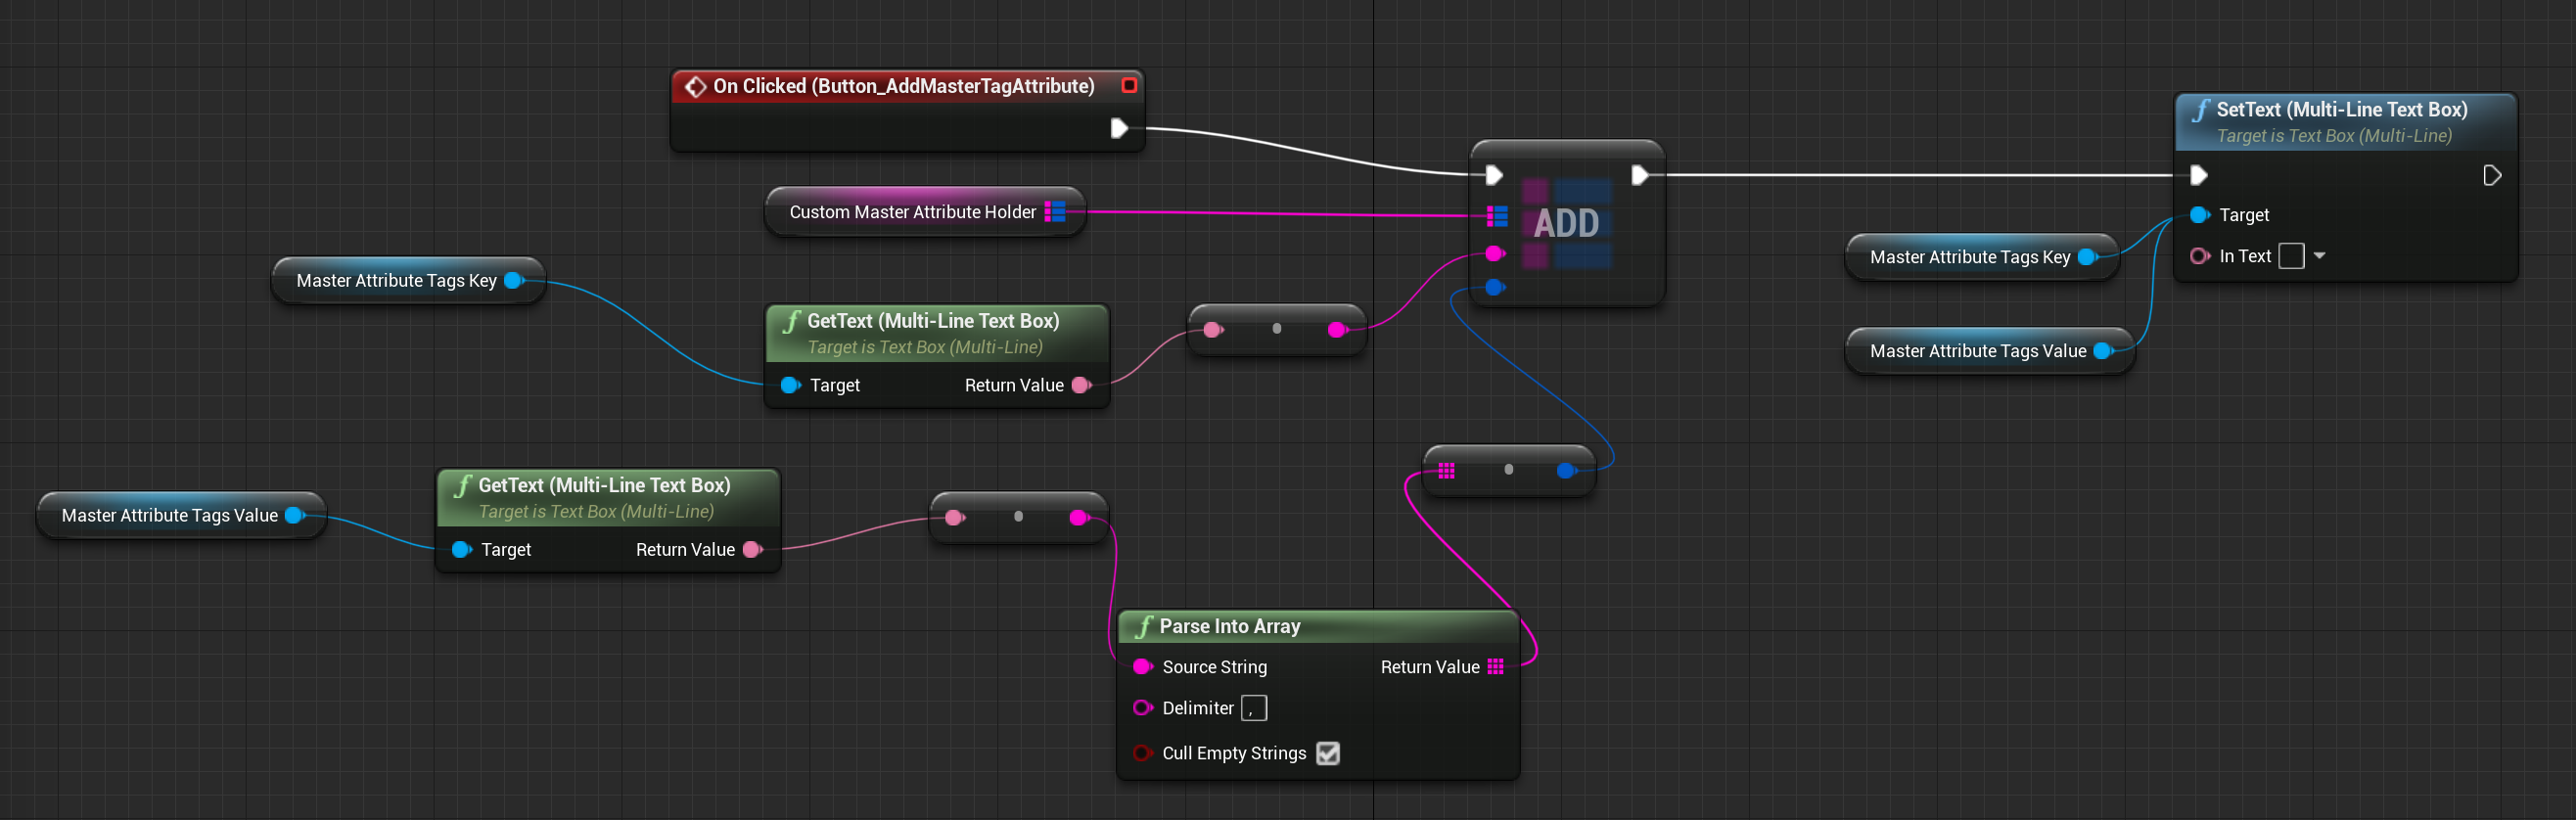 On Clicked (Button_AddMasterTagAttribute)
Custom Master Attribute Holder
ADD
Master Attribute Tags Key
GetText (Multi-Line Text Box)
Target is Text Box (Multi-Line)
Target
Return Value
Master Attribute Tags Value
GetText (Multi-Line Text Box)
Target is Text Box (Multi-Line)
Target
Return Value
Parse Into Array
Source String
Return Value
Delimiter ,
Cull Empty Strings
SetText (Multi-Line Text Box)
Target is Text Box (Multi-Line)
Target
In Text
Master Attribute Tags Key
Master Attribute Tags Value